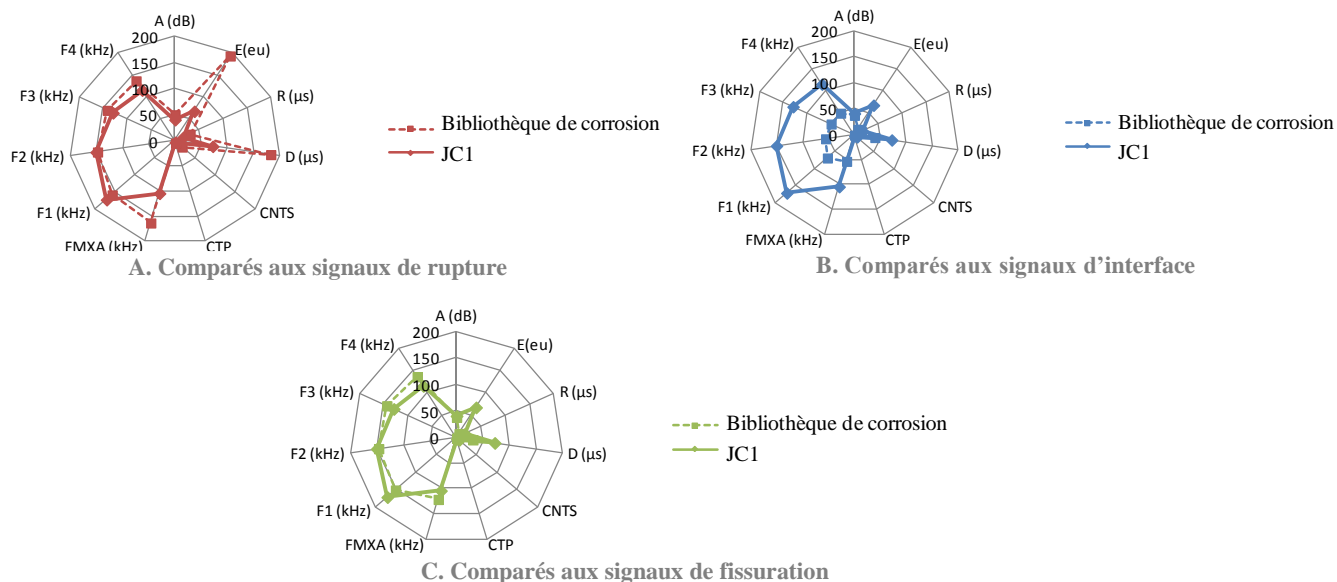 A (dB)
200
150
100
50
0
E(eu)
R (µs)
D (µs)
CNTS
CTP
FMXA (kHz)
F1 (kHz)
F2 (kHz)
F3 (kHz)
F4 (kHz)
Bibliothèque de corrosion
JC1
A. Comparés aux signaux de rupture
A (dB)
200
150
100
50
0
E(eu)
R (µs)
D (µs)
CNTS
CTP
FMXA (kHz)
F1 (kHz)
F2 (kHz)
F3 (kHz)
F4 (kHz)
Bibliothèque de corrosion
JC1
B. Comparés aux signaux d’interface
A (dB)
200
150
100
50
0
E(eu)
R (µs)
D (µs)
CNTS
CTP
FMXA (kHz)
F1 (kHz)
F2 (kHz)
F3 (kHz)
F4 (kHz)
Bibliothèque de corrosion
JC1
C. Comparés aux signaux de fissuration